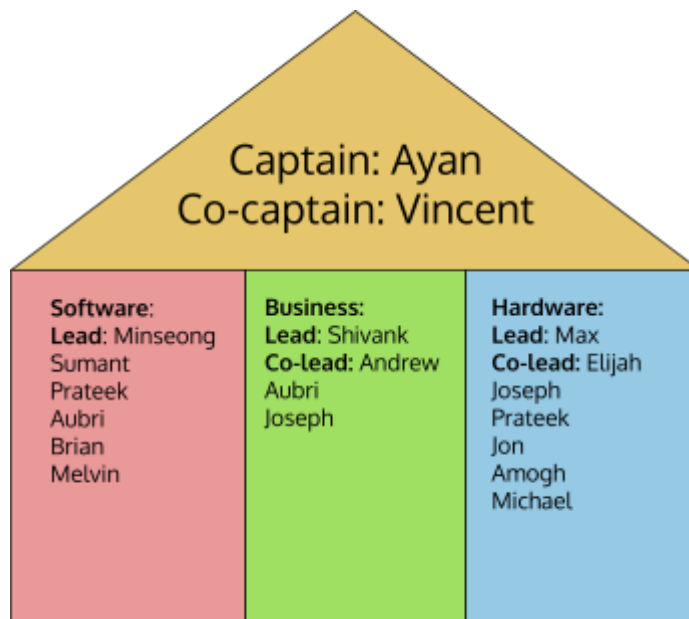 Captain: Ayan
Co-captain: Vincent
Software:
Lead: Minseong
Sumant
Prateek
Aubri
Brian
Melvin
Business:
Lead: Shivank
Co-lead: Andrew
Aubri
Joseph
Hardware:
Lead: Max
Co-lead: Elijah
Joseph
Prateek
Jon
Amogh
Michael